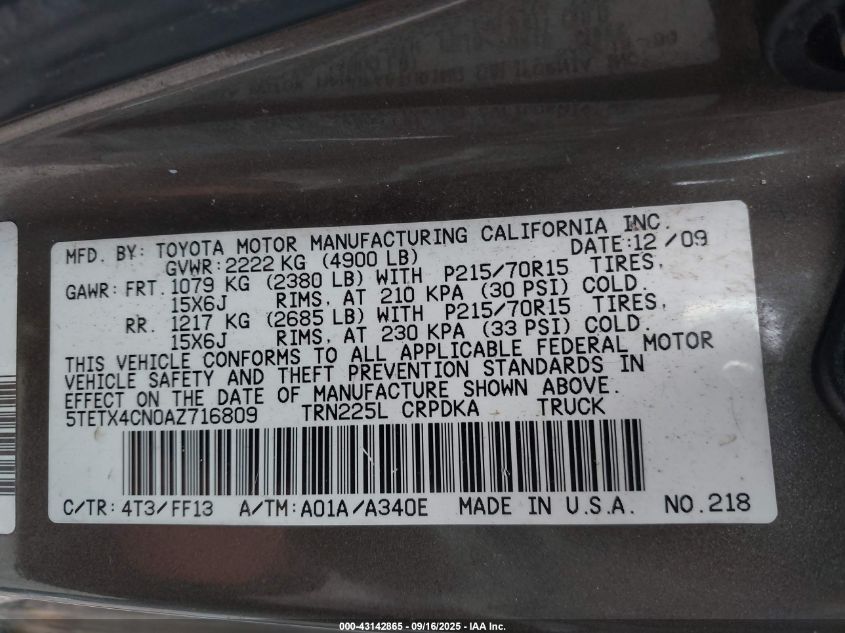 MFD. BY: TOYOTA MOTOR MANUFACTURING CALIFORNIA INC.
GVWR: 2222 KG (4900 LB) DATE: 12/09
GAWR: FRT. 1079 KG (2380 LB) WITH P215/70R15 TIRES,
15X6J RIMS, AT 210 KPA (30 PSI) COLD.
RR. 1217 KG (2685 LB) WITH P215/70R15 TIRES,
15X6J RIMS, AT 230 KPA (33 PSI) COLD.
THIS VEHICLE CONFORMS TO ALL APPLICABLE FEDERAL MOTOR
VEHICLE SAFETY AND THEFT PREVENTION STANDARDS IN
EFFECT ON THE DATE OF MANUFACTURE SHOWN ABOVE.
5TETX4CN0AZ716809 TRN225L CRPDKA TRUCK
C/TR: 4T3/FF13 A/TM: A01A/A340E MADE IN U.S.A. NO.218
000-43142865 - 09/16/2025 - IAA Inc.